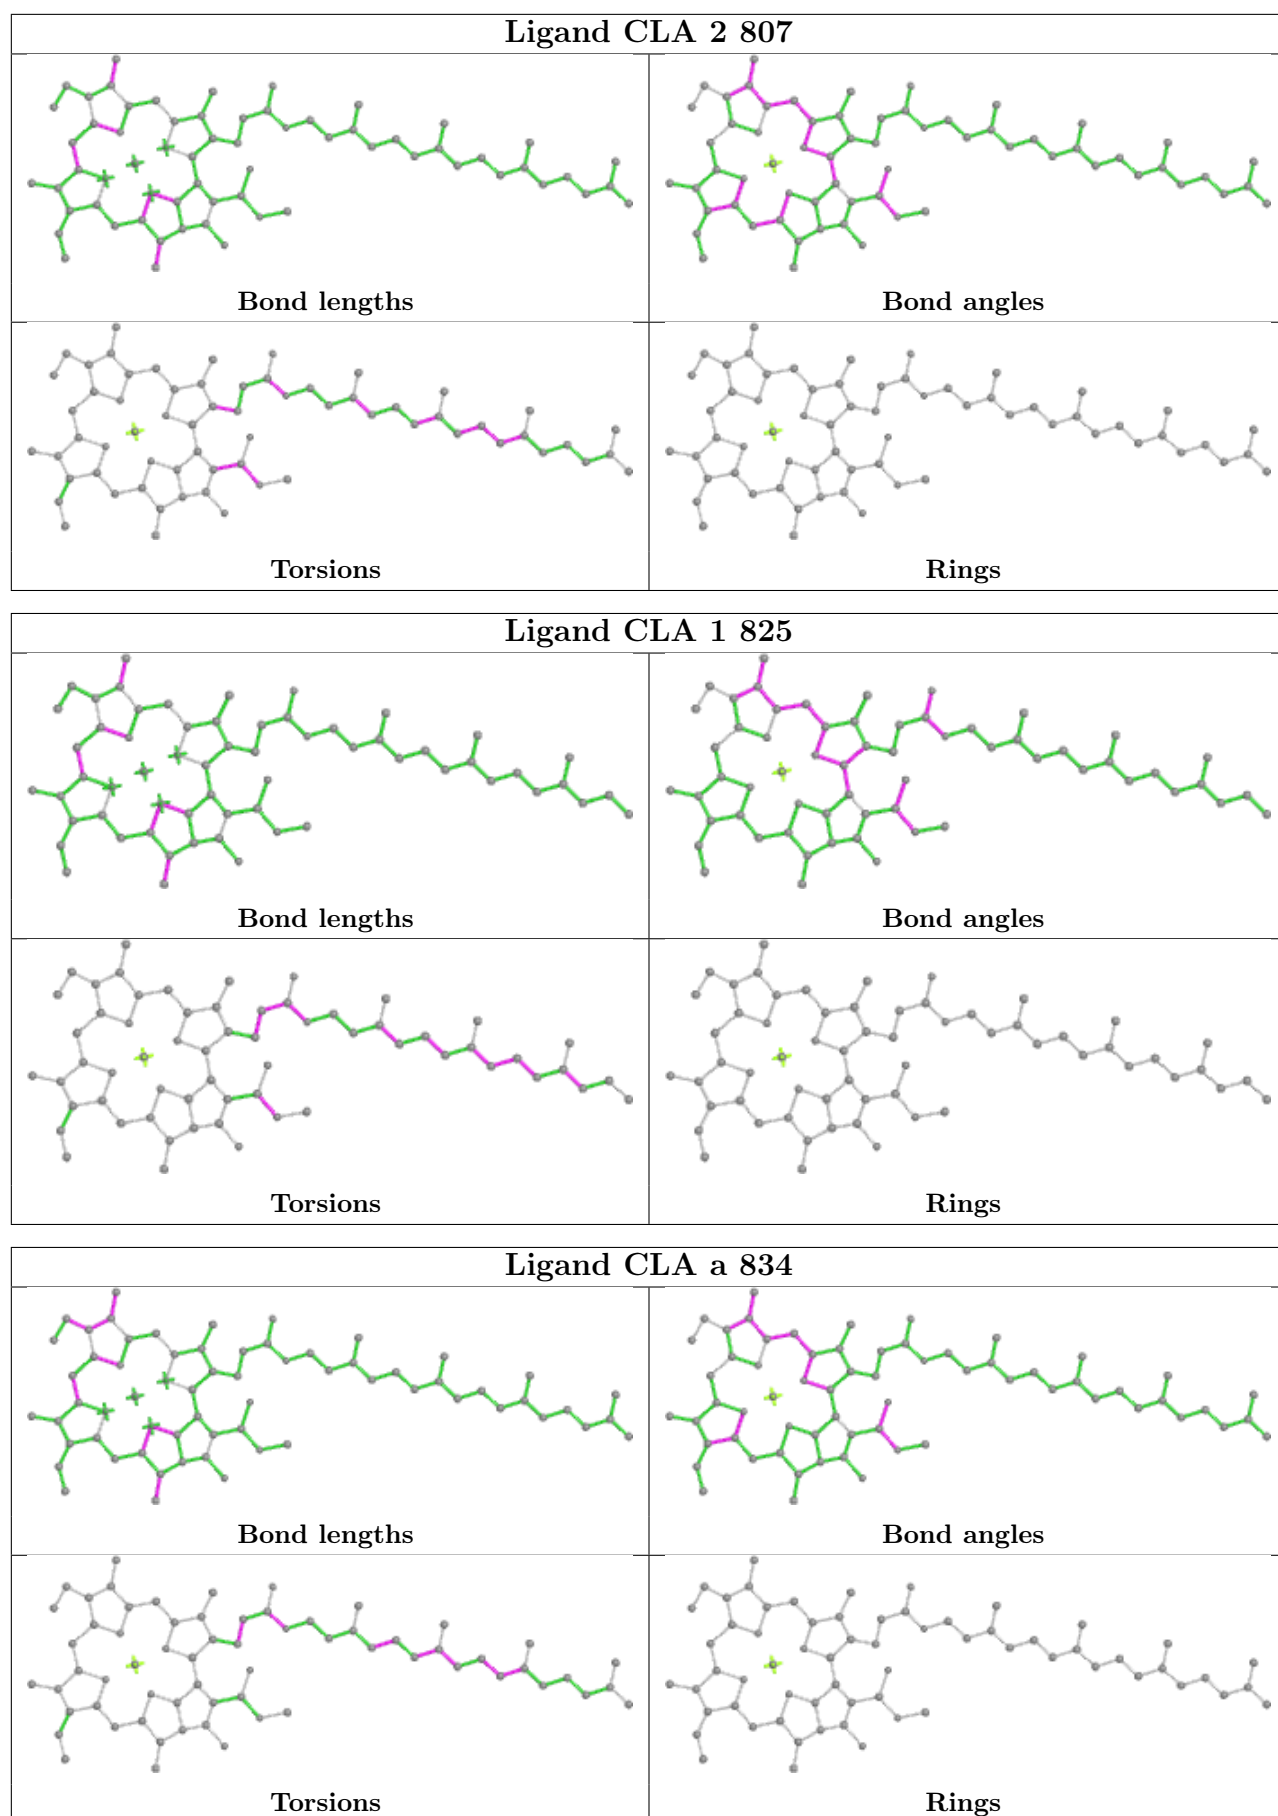 Ligand CLA 2 807
Bond lengths
Bond angles
Torsions
Rings
Ligand CLA 1 825
Bond lengths
Bond angles
Torsions
Rings
Ligand CLA a 834
Bond lengths
Bond angles
Torsions
Rings